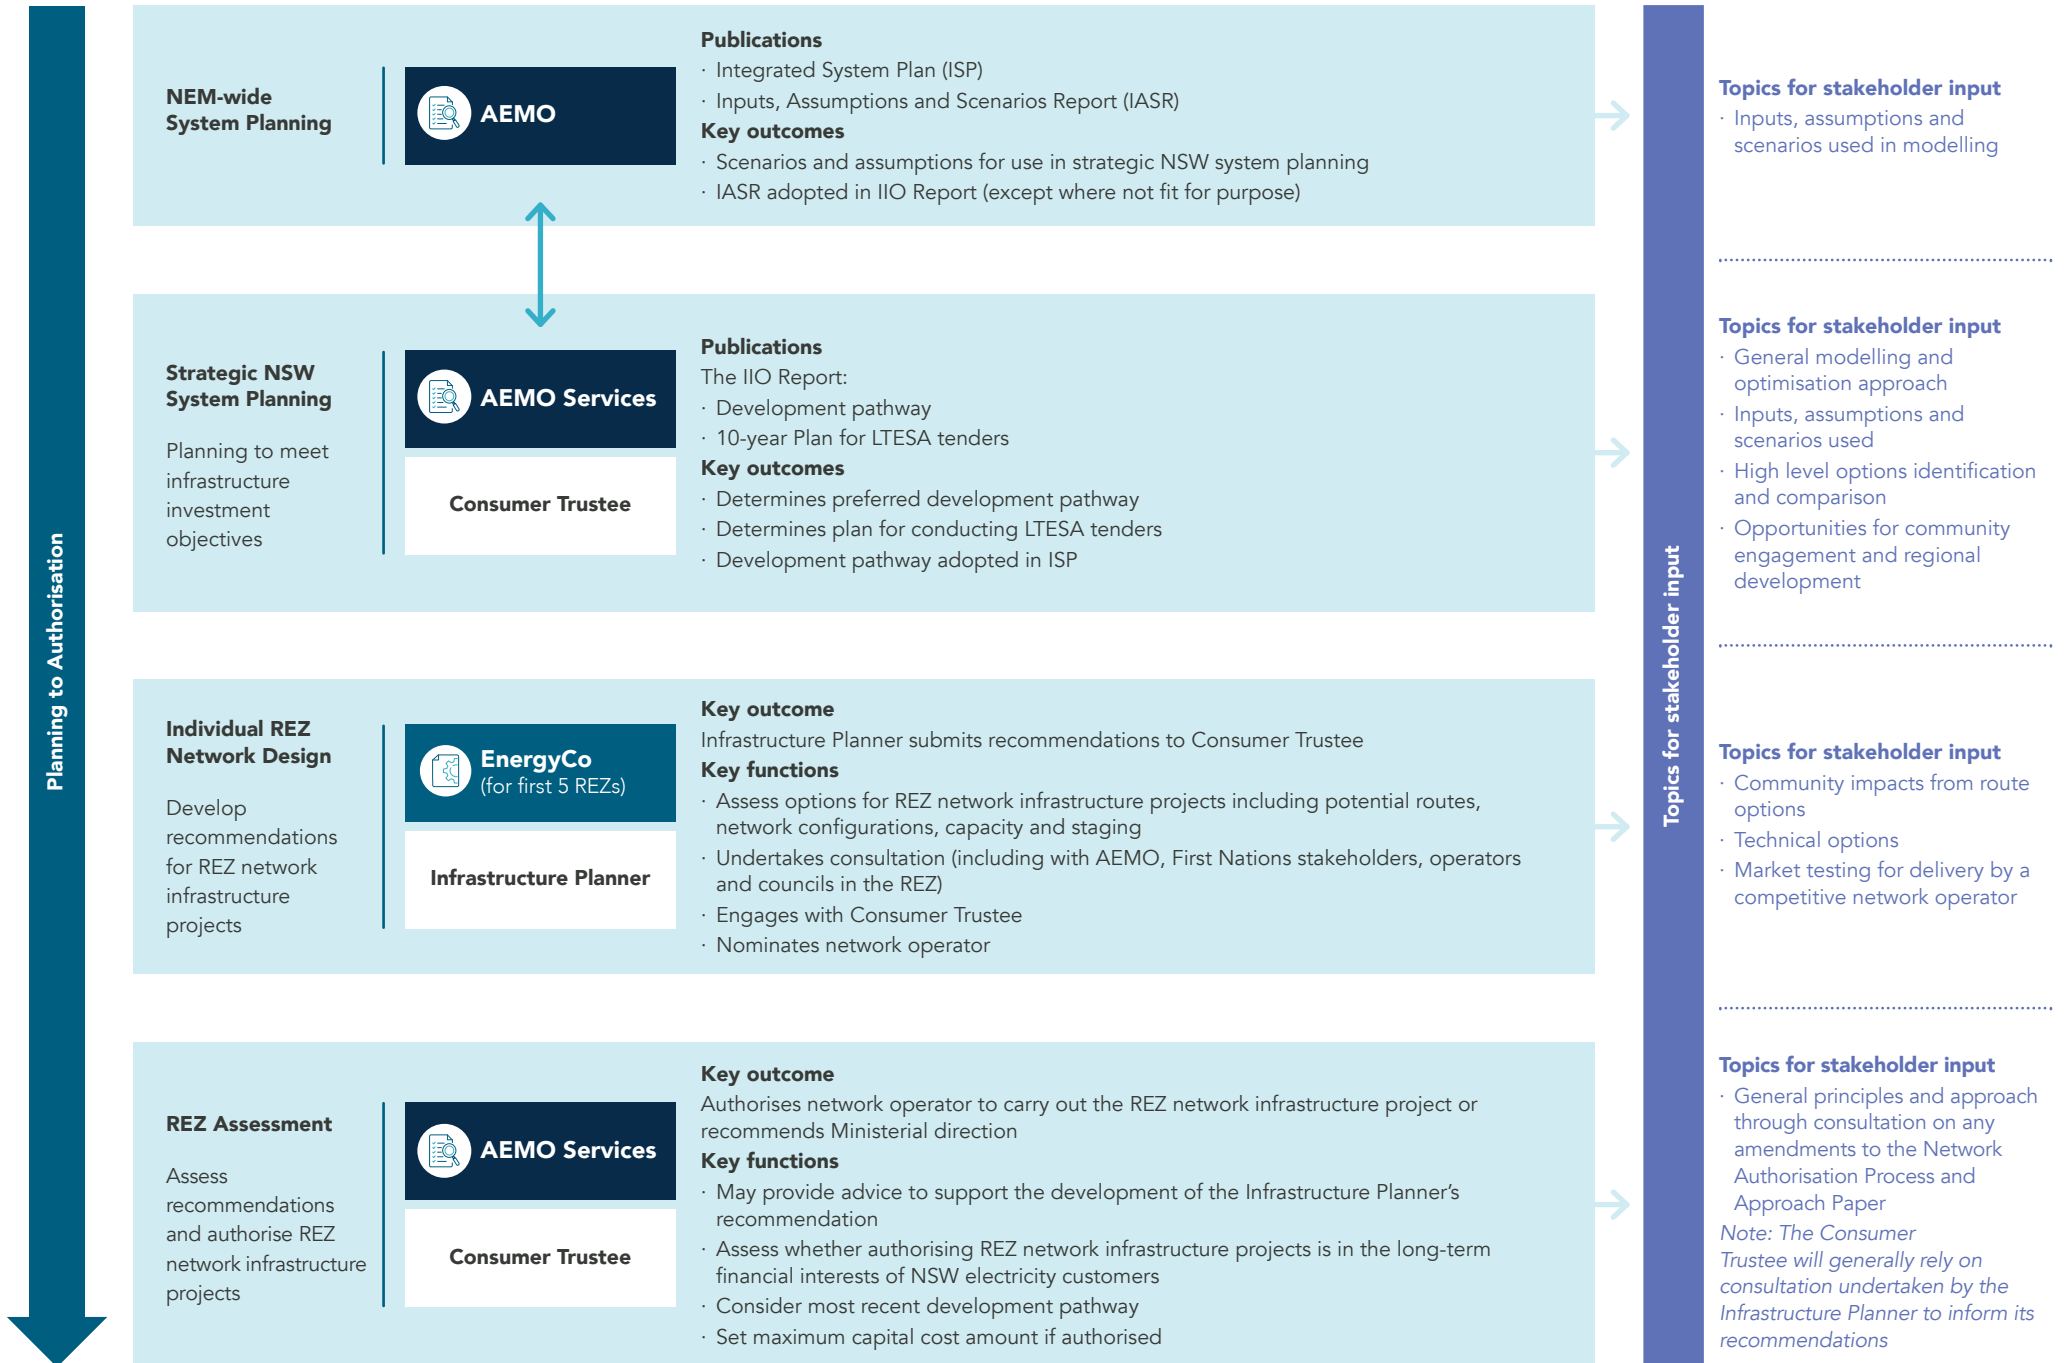 Planning to Authorisation
NEM-wide
System Planning
AEMO
Publications
· Integrated System Plan (ISP)
· Inputs, Assumptions and Scenarios Report (IASR)
Key outcomes
· Scenarios and assumptions for use in strategic NSW system planning
· IASR adopted in IIO Report (except where not fit for purpose)
Strategic NSW
System Planning
Planning to meet
infrastructure
investment
objectives
AEMO Services
Consumer Trustee
Publications
The IIO Report:
· Development pathway
· 10-year Plan for LTESA tenders
Key outcomes
· Determines preferred development pathway
· Determines plan for conducting LTESA tenders
· Development pathway adopted in ISP
Individual REZ
Network Design
Develop
recommendations
for REZ network
infrastructure
projects
EnergyCo
(for first 5 REZs)
Infrastructure Planner
Key outcome
Infrastructure Planner submits recommendations to Consumer Trustee
Key functions
· Assess options for REZ network infrastructure projects including potential routes,
network configurations, capacity and staging
· Undertakes consultation (including with AEMO, First Nations stakeholders, operators
and councils in the REZ)
· Engages with Consumer Trustee
· Nominates network operator
REZ Assessment
Assess
recommendations
and authorise REZ
network infrastructure
projects
AEMO Services
Consumer Trustee
Key outcome
Authorises network operator to carry out the REZ network infrastructure project or
recommends Ministerial direction
Key functions
· May provide advice to support the development of the Infrastructure Planner’s
recommendation
· Assess whether authorising REZ network infrastructure projects is in the long-term
financial interests of NSW electricity customers
· Consider most recent development pathway
· Set maximum capital cost amount if authorised
Topics for stakeholder input
Topics for stakeholder input
· Inputs, assumptions and
scenarios used in modelling
Topics for stakeholder input
· General modelling and
optimisation approach
· Inputs, assumptions and
scenarios used
· High level options identification
and comparison
· Opportunities for community
engagement and regional
development
Topics for stakeholder input
· Community impacts from route
options
· Technical options
· Market testing for delivery by a
competitive network operator
Topics for stakeholder input
· General principles and approach
through consultation on any
amendments to the Network
Authorisation Process and
Approach Paper
Note: The Consumer
Trustee will generally rely on
consultation undertaken by the
Infrastructure Planner to inform its
recommendations